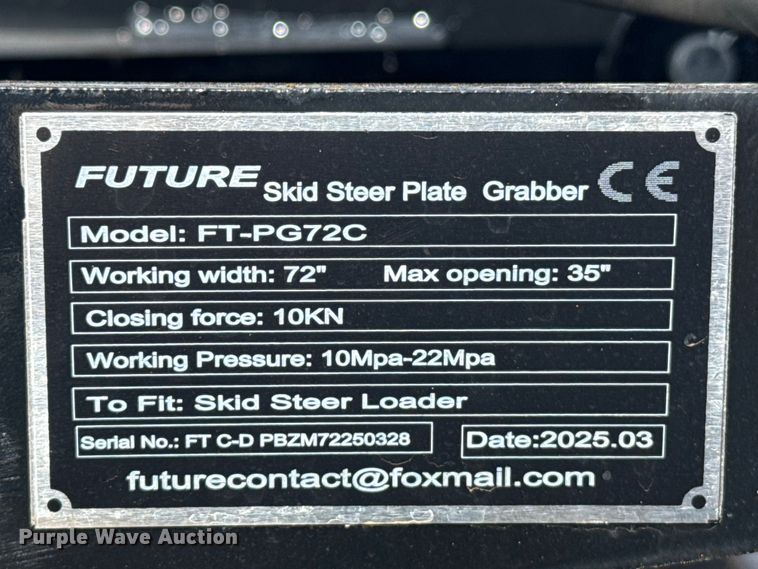 FUTURE Skid Steer Plate Grabber CE
Model: FT-PG72C
Working width: 72" Max opening: 35"
Closing force: 10KN
Working Pressure: 10Mpa-22Mpa
To Fit: Skid Steer Loader
Serial No.: FT C-D PBZM72250328 Date:2025.03
futurecontact@foxmail.com
Purple Wave Auction